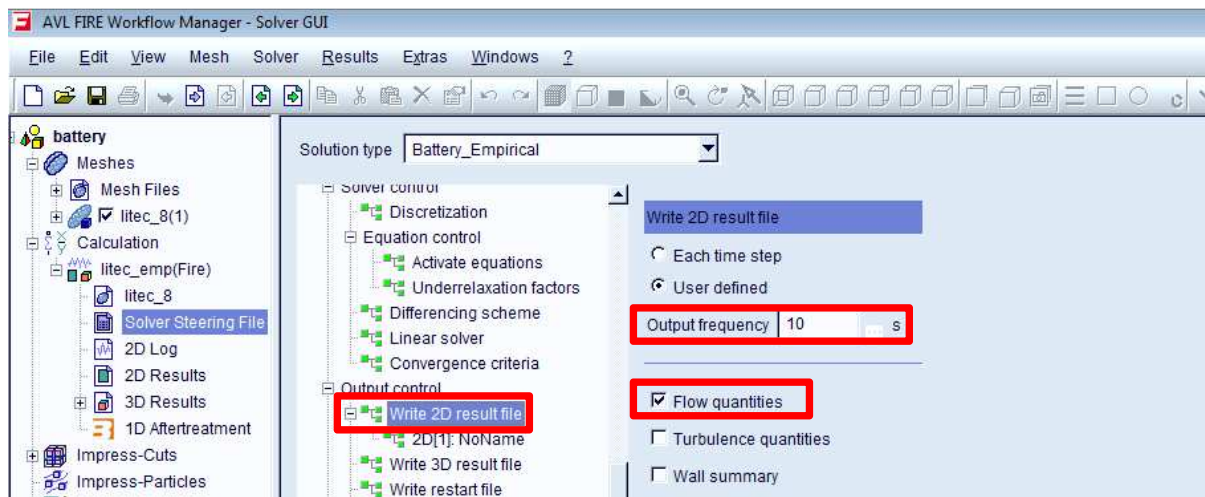 AVL FIRE Workflow Manager - Solver GUI
File Edit View Mesh Solver Results Extras Windows ?
battery
Meshes
Mesh Files
litec_8(1)
Calculation
litec_emp(Fire)
litec_8
Solver Steering File
2D Log
2D Results
3D Results
1D Aftertreatment
Impress-Cuts
Impress-Particles
Solution type Battery_Empirical
Solver control
Discretization
Equation control
Activate equations
Underrelaxation factors
Differencing scheme
Linear solver
Convergence criteria
Output control
Write 2D result file
2D[1]: NoName
Write 3D result file
Write restart file
Write 2D result file
Each time step
User defined
Output frequency 10 ... s
Flow quantities
Turbulence quantities
Wall summary